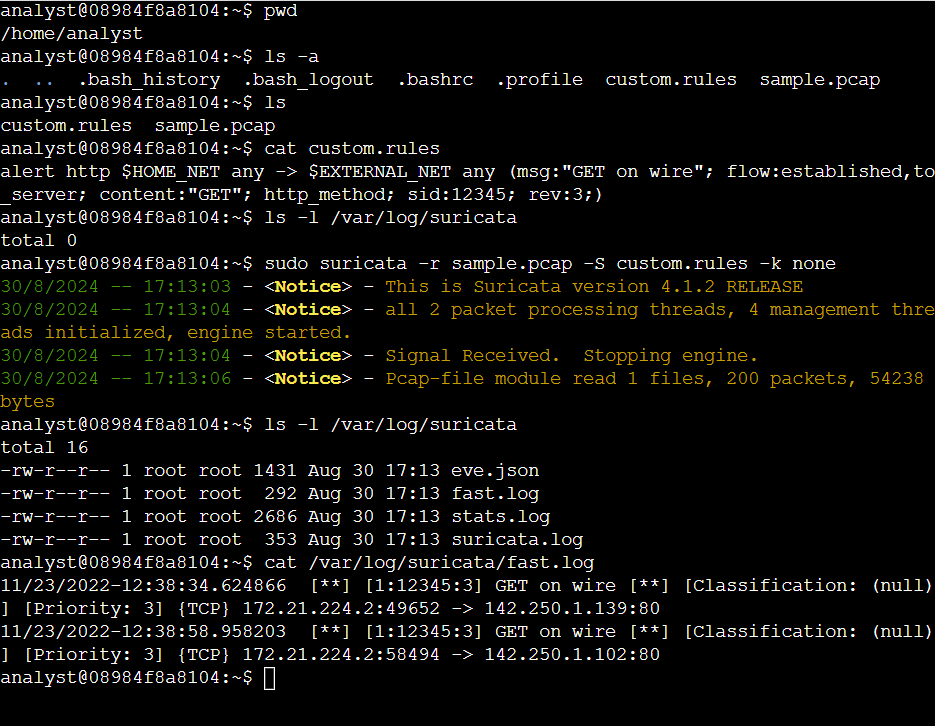 analyst@08984f8a8104:~$ pwd
/home/analyst
analyst@08984f8a8104:~$ ls -a
.  ..  .bash_history  .bash_logout  .bashrc  .profile  custom.rules  sample.pcap
analyst@08984f8a8104:~$ ls
custom.rules  sample.pcap
analyst@08984f8a8104:~$ cat custom.rules
alert http $HOME_NET any -> $EXTERNAL_NET any (msg:"GET on wire"; flow:established,to
_server; content:"GET"; http_method; sid:12345; rev:3;)
analyst@08984f8a8104:~$ ls -l /var/log/suricata
total 0
analyst@08984f8a8104:~$ sudo suricata -r sample.pcap -S custom.rules -k none
30/8/2024 -- 17:13:03 - <Notice> - This is Suricata version 4.1.2 RELEASE
30/8/2024 -- 17:13:04 - <Notice> - all 2 packet processing threads, 4 management thre
ads initialized, engine started.
30/8/2024 -- 17:13:04 - <Notice> - Signal Received.  Stopping engine.
30/8/2024 -- 17:13:06 - <Notice> - Pcap-file module read 1 files, 200 packets, 54238
bytes
analyst@08984f8a8104:~$ ls -l /var/log/suricata
total 16
-rw-r--r-- 1 root root 1431 Aug 30 17:13 eve.json
-rw-r--r-- 1 root root  292 Aug 30 17:13 fast.log
-rw-r--r-- 1 root root 2686 Aug 30 17:13 stats.log
-rw-r--r-- 1 root root  353 Aug 30 17:13 suricata.log
analyst@08984f8a8104:~$ cat /var/log/suricata/fast.log
11/23/2022-12:38:34.624866  [**] [1:12345:3] GET on wire [**] [Classification: (null)
] [Priority: 3] {TCP} 172.21.224.2:49652 -> 142.250.1.139:80
11/23/2022-12:38:58.958203  [**] [1:12345:3] GET on wire [**] [Classification: (null)
] [Priority: 3] {TCP} 172.21.224.2:58494 -> 142.250.1.102:80
analyst@08984f8a8104:~$